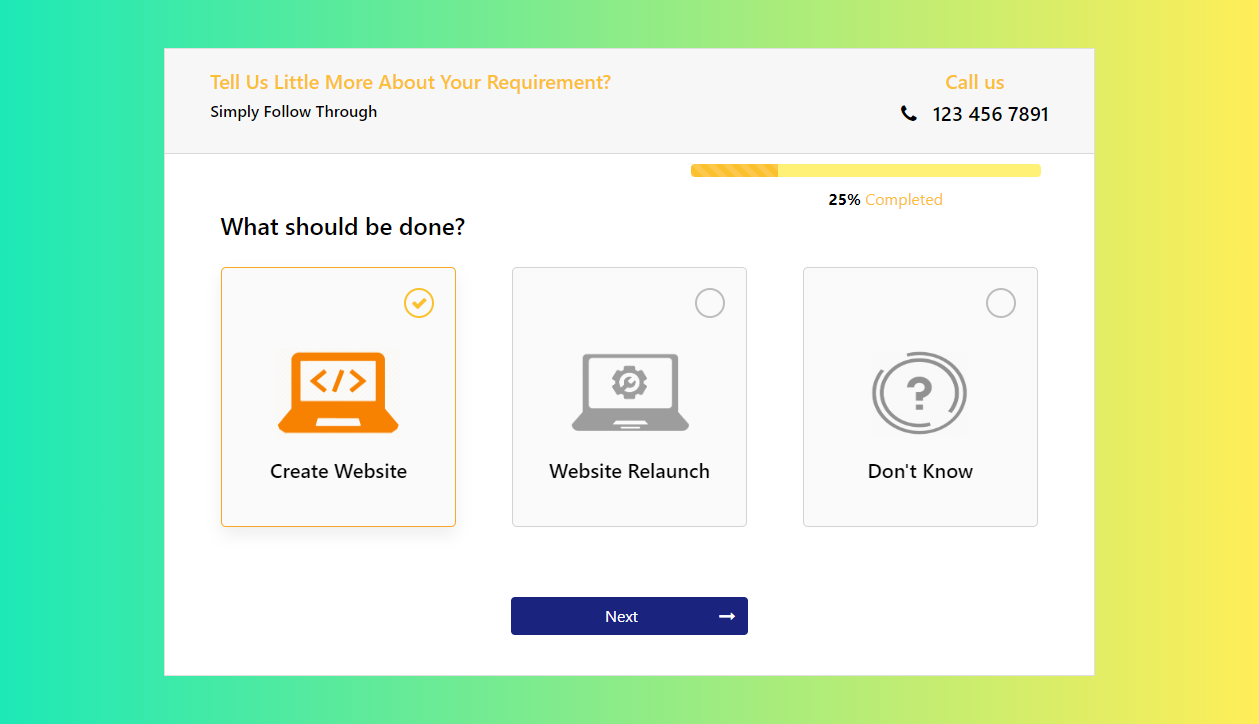 Tell Us Little More About Your Requirement?
Call us
Simply Follow Through
123 456 7891
25% Completed
What should be done?
</>
?
Create Website
Website Relaunch
Don't Know
Next